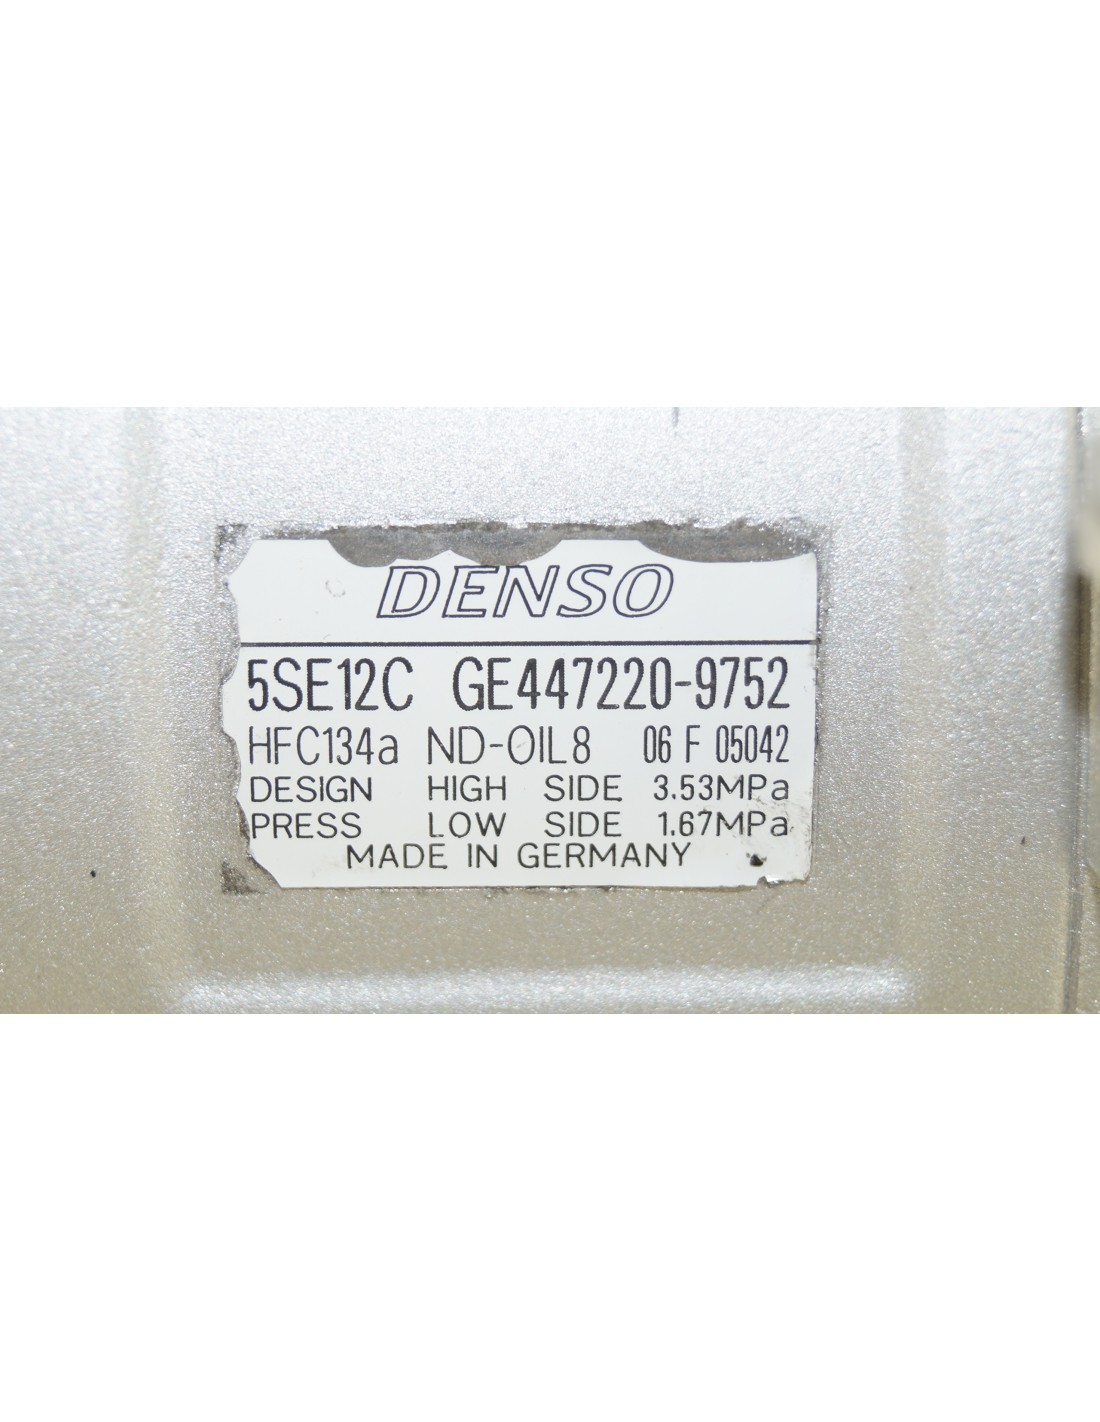 DENSO
5SE12C GE447220-9752
HFC134a ND-OIL8 06 F 05042
DESIGN HIGH SIDE 3.53MPa
PRESS LOW SIDE 1.67MPa
MADE IN GERMANY